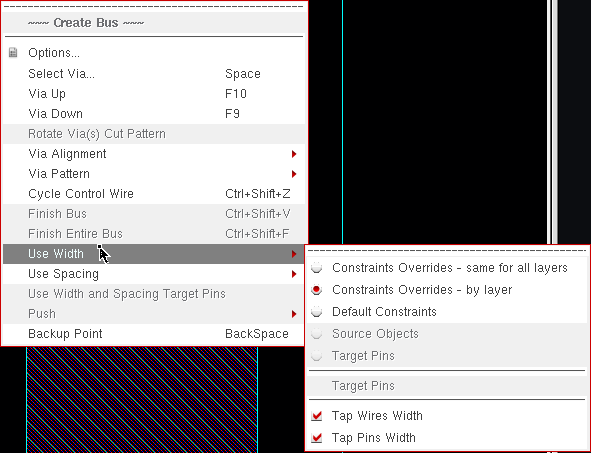 ~~~ Create Bus ~~~
Options...
Select Via... Space
Via Up F10
Via Down F9
Rotate Via(s) Cut Pattern
Via Alignment
Via Pattern
Cycle Control Wire Ctrl+Shift+Z
Finish Bus Ctrl+Shift+V
Finish Entire Bus Ctrl+Shift+F
Use Width
Use Spacing
Use Width and Spacing Target Pins
Push
Backup Point BackSpace
Constraints Overrides - same for all layers
Constraints Overrides - by layer
Default Constraints
Source Objects
Target Pins
Target Pins
Tap Wires Width
Tap Pins Width